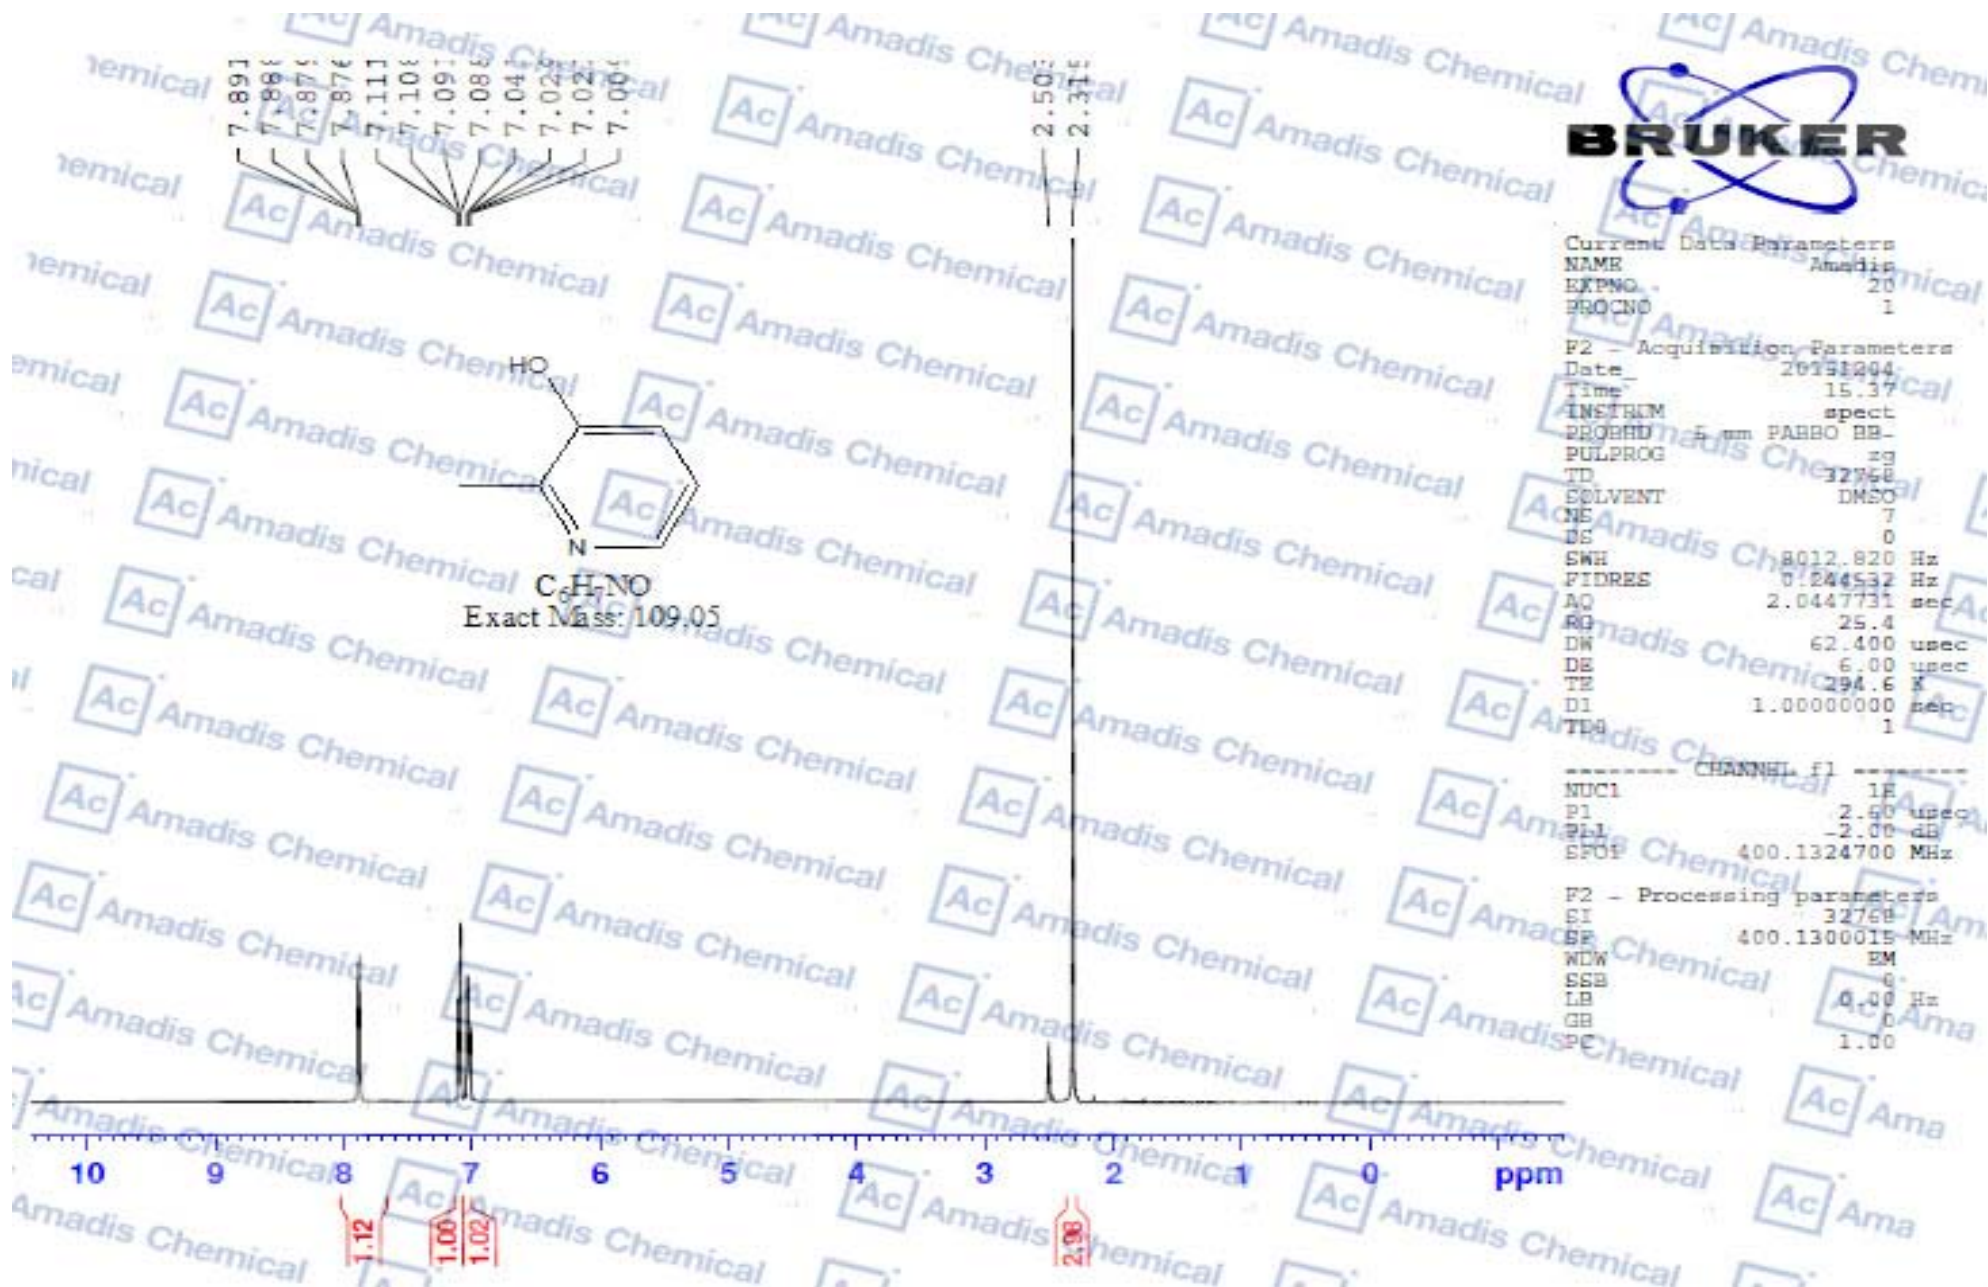 7.891
7.111
2.503
BRUKER
Current Data Parameters
NAME Amadis
EXPNO 20
PROCNO 1
F2 - Acquisition Parameters
Date_ 20151204
Time 15.37
INSTRUM spect
PROBHD 5 mm PABBO BB-
PULPROG zg
TD 32768
SOLVENT DMSO
NS 7
DS 0
SWH 8012.820 Hz
FIDRES 0.244532 Hz
AQ 2.0447731 sec
RG 25.4
DW 62.400 usec
DE 6.00 usec
TE 294.6 K
D1 1.00000000 sec
TD0 1
======== CHANNEL f1 ========
NUC1 1H
P1 2.60 usec
PL1 -2.00 dB
SFO1 400.1324700 MHz
F2 - Processing parameters
SI 32768
SF 400.1300015 MHz
WDW EM
SSB 0
LB 0.00 Hz
GB 0
PC 1.00
HO
N
C6H7NO
Exact Mass: 109.05
10 9 8 7 6 5 4 3 2 1 0 ppm
1.12
1.00
1.02
2.98
Ac Amadis Chemical